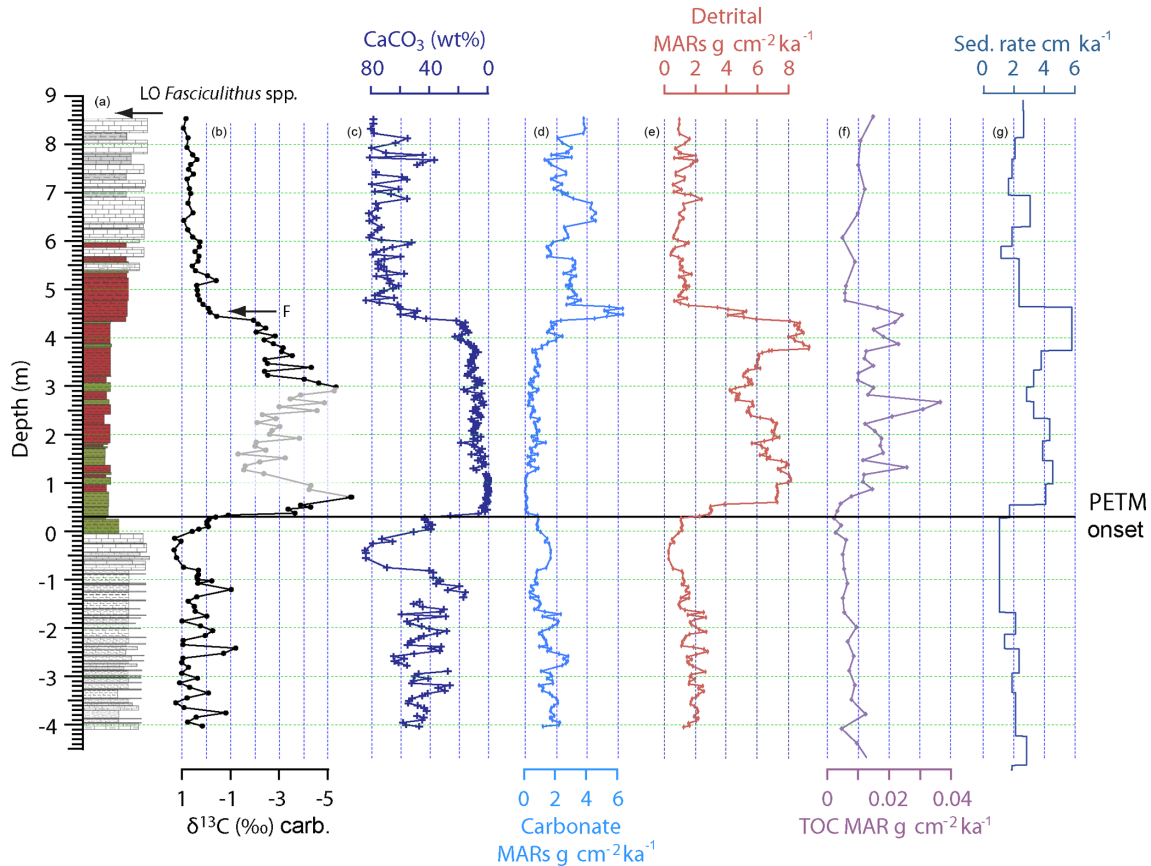 Detrital
CaCO₃ (wt%)
MARs g cm⁻² ka⁻¹
Sed. rate cm ka⁻¹
80 40 0
0 2 4 6 8
0 2 4 6
9
8
7
6
5
4
3
2
1
0
-1
-2
-3
-4
Depth (m)
(a)
LO Fasciculithus spp.
(b)
(c)
(d)
(e)
(f)
(g)
F
PETM
onset
1 -1 -3 -5
δ¹³C (‰) carb.
0 2 4 6
Carbonate
MARs g cm⁻² ka⁻¹
0 0.02 0.04
TOC MAR g cm⁻² ka⁻¹